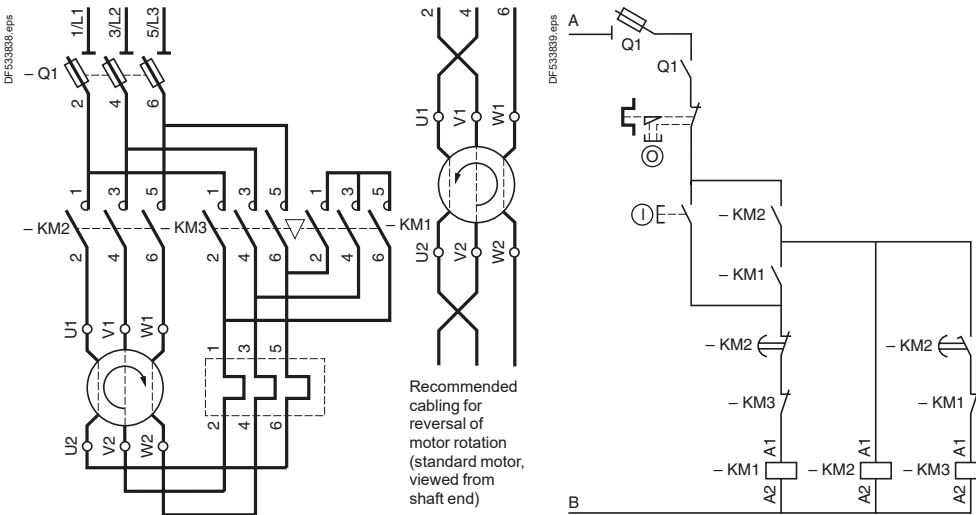 DF533838.eps
1/L1
3/L2
5/L3
– Q1
2
4
6
1
3
5
1
3
5
1
3
5
– KM2
– KM3
– KM1
2
4
6
2
4
6
2
4
6
U1
V1
W1
1
3
5
2
4
6
U2
V2
W2
2
4
6
U1
V1
W1
U2
V2
W2
Recommended
cabling for
reversal of
motor rotation
(standard motor,
viewed from
shaft end)
DF533839.eps
A
Q1
Q1
O
I
– KM2
– KM1
– KM2
– KM2
– KM3
– KM1
A1
A1
A1
– KM1
– KM2
– KM3
A2
A2
A2
B